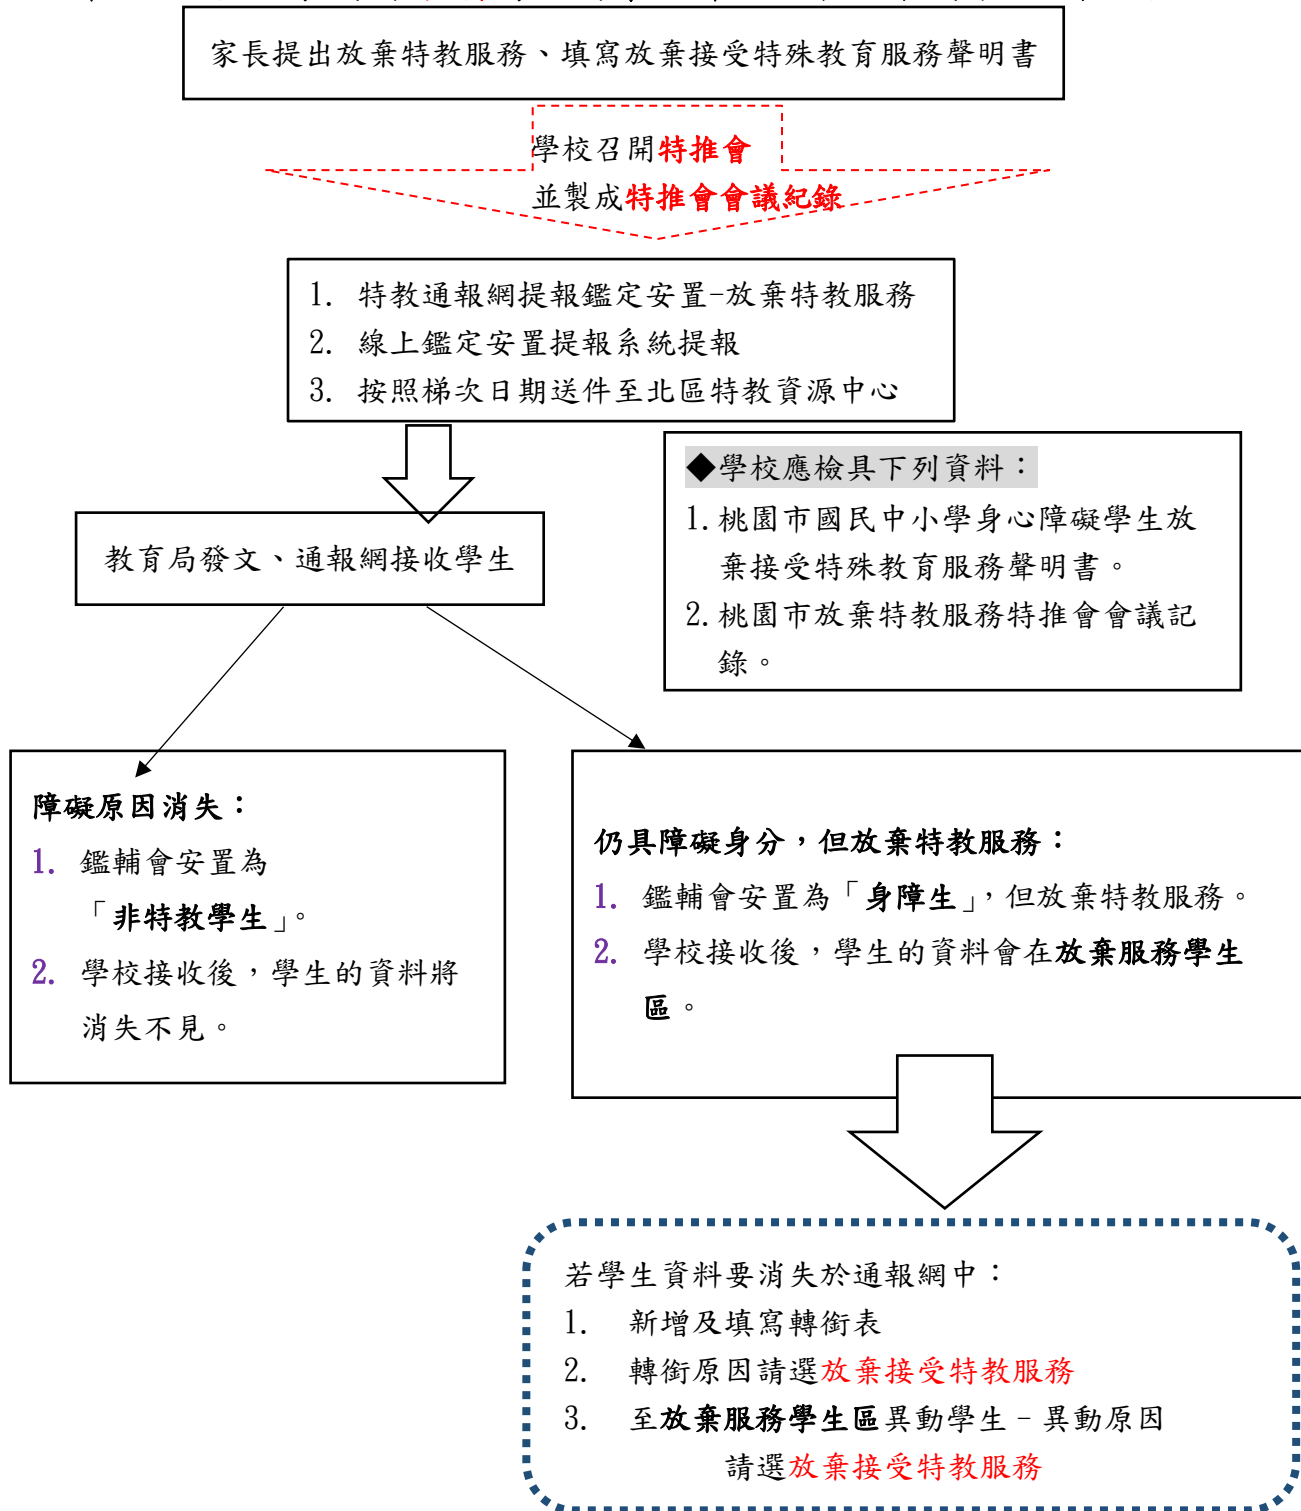 家長提出放棄特教服務、填寫放棄接受特殊教育服務聲明書
學校召開特推會
並製成特推會會議紀錄
1. 特教通報網提報鑑定安置-放棄特教服務
2. 線上鑑定安置提報系統提報
3. 按照梯次日期送件至北區特教資源中心
◆學校應檢具下列資料：
1.桃園市國民中小學身心障礙學生放
棄接受特殊教育服務聲明書。
2.桃園市放棄特教服務特推會會議記
錄。
教育局發文、通報網接收學生
障礙原因消失：
1. 鑑輔會安置為
「非特教學生」。
2. 學校接收後，學生的資料將
消失不見。
仍具障礙身分，但放棄特教服務：
1. 鑑輔會安置為「身障生」，但放棄特教服務。
2. 學校接收後，學生的資料會在放棄服務學生
區。
若學生資料要消失於通報網中：
1. 新增及填寫轉銜表
2. 轉銜原因請選放棄接受特教服務
3. 至放棄服務學生區異動學生－異動原因
請選放棄接受特教服務